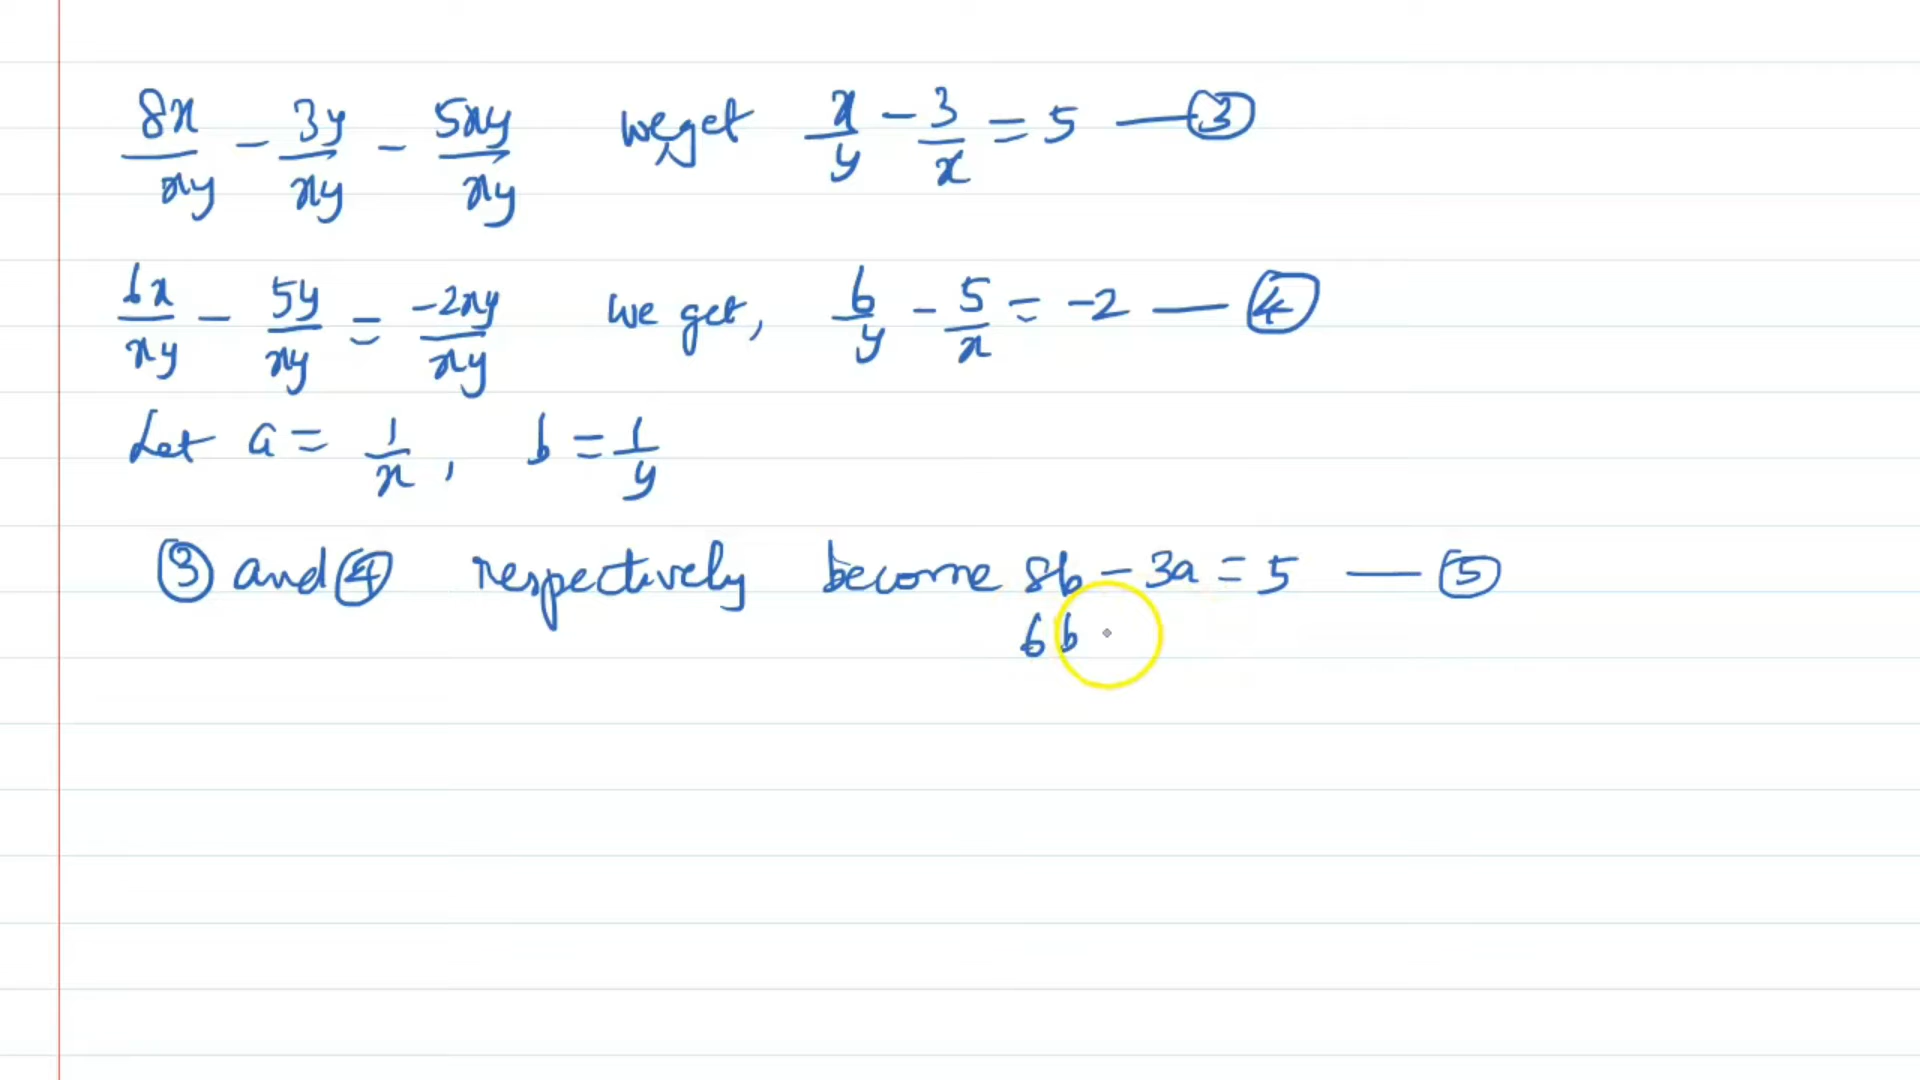 8x/xy - 3y/xy - 5xy/xy we get x/y - 3/x = 5 — ③
6x/xy - 5y/xy = -2xy/xy we get, 6/y - 5/x = -2 — ④
Let a = 1/x, b = 1/y
③ and ④ respectively become 8b - 3a = 5 — ⑤
6b